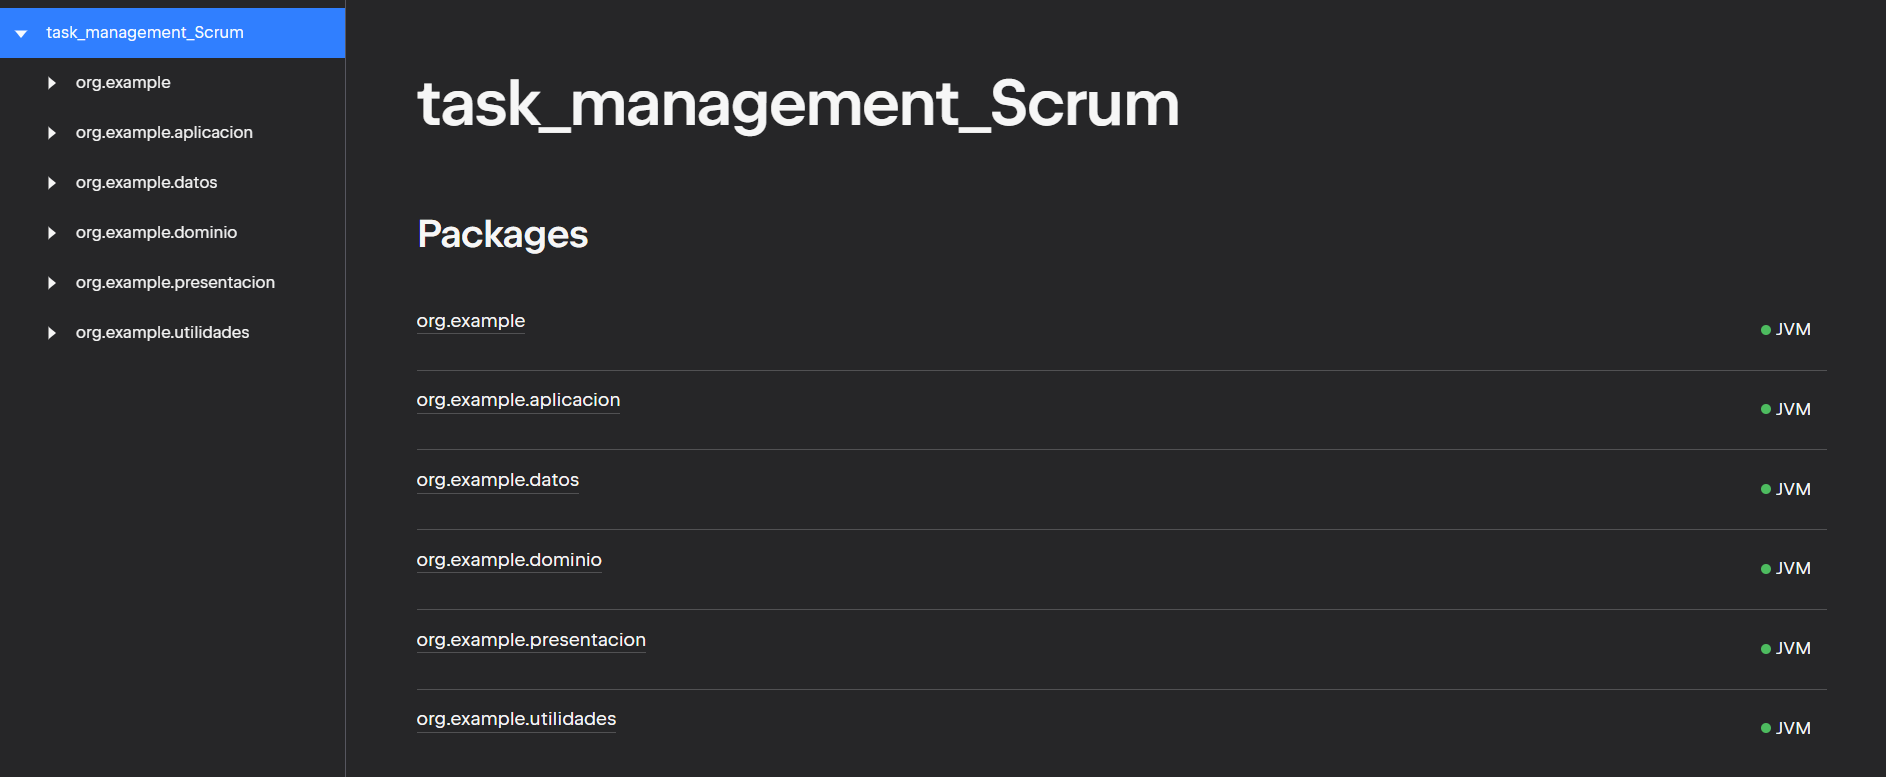 task_management_Scrum
org.example
org.example.aplicacion
org.example.datos
org.example.dominio
org.example.presentacion
org.example.utilidades
task_management_Scrum
Packages
org.example
JVM
org.example.aplicacion
JVM
org.example.datos
JVM
org.example.dominio
JVM
org.example.presentacion
JVM
org.example.utilidades
JVM